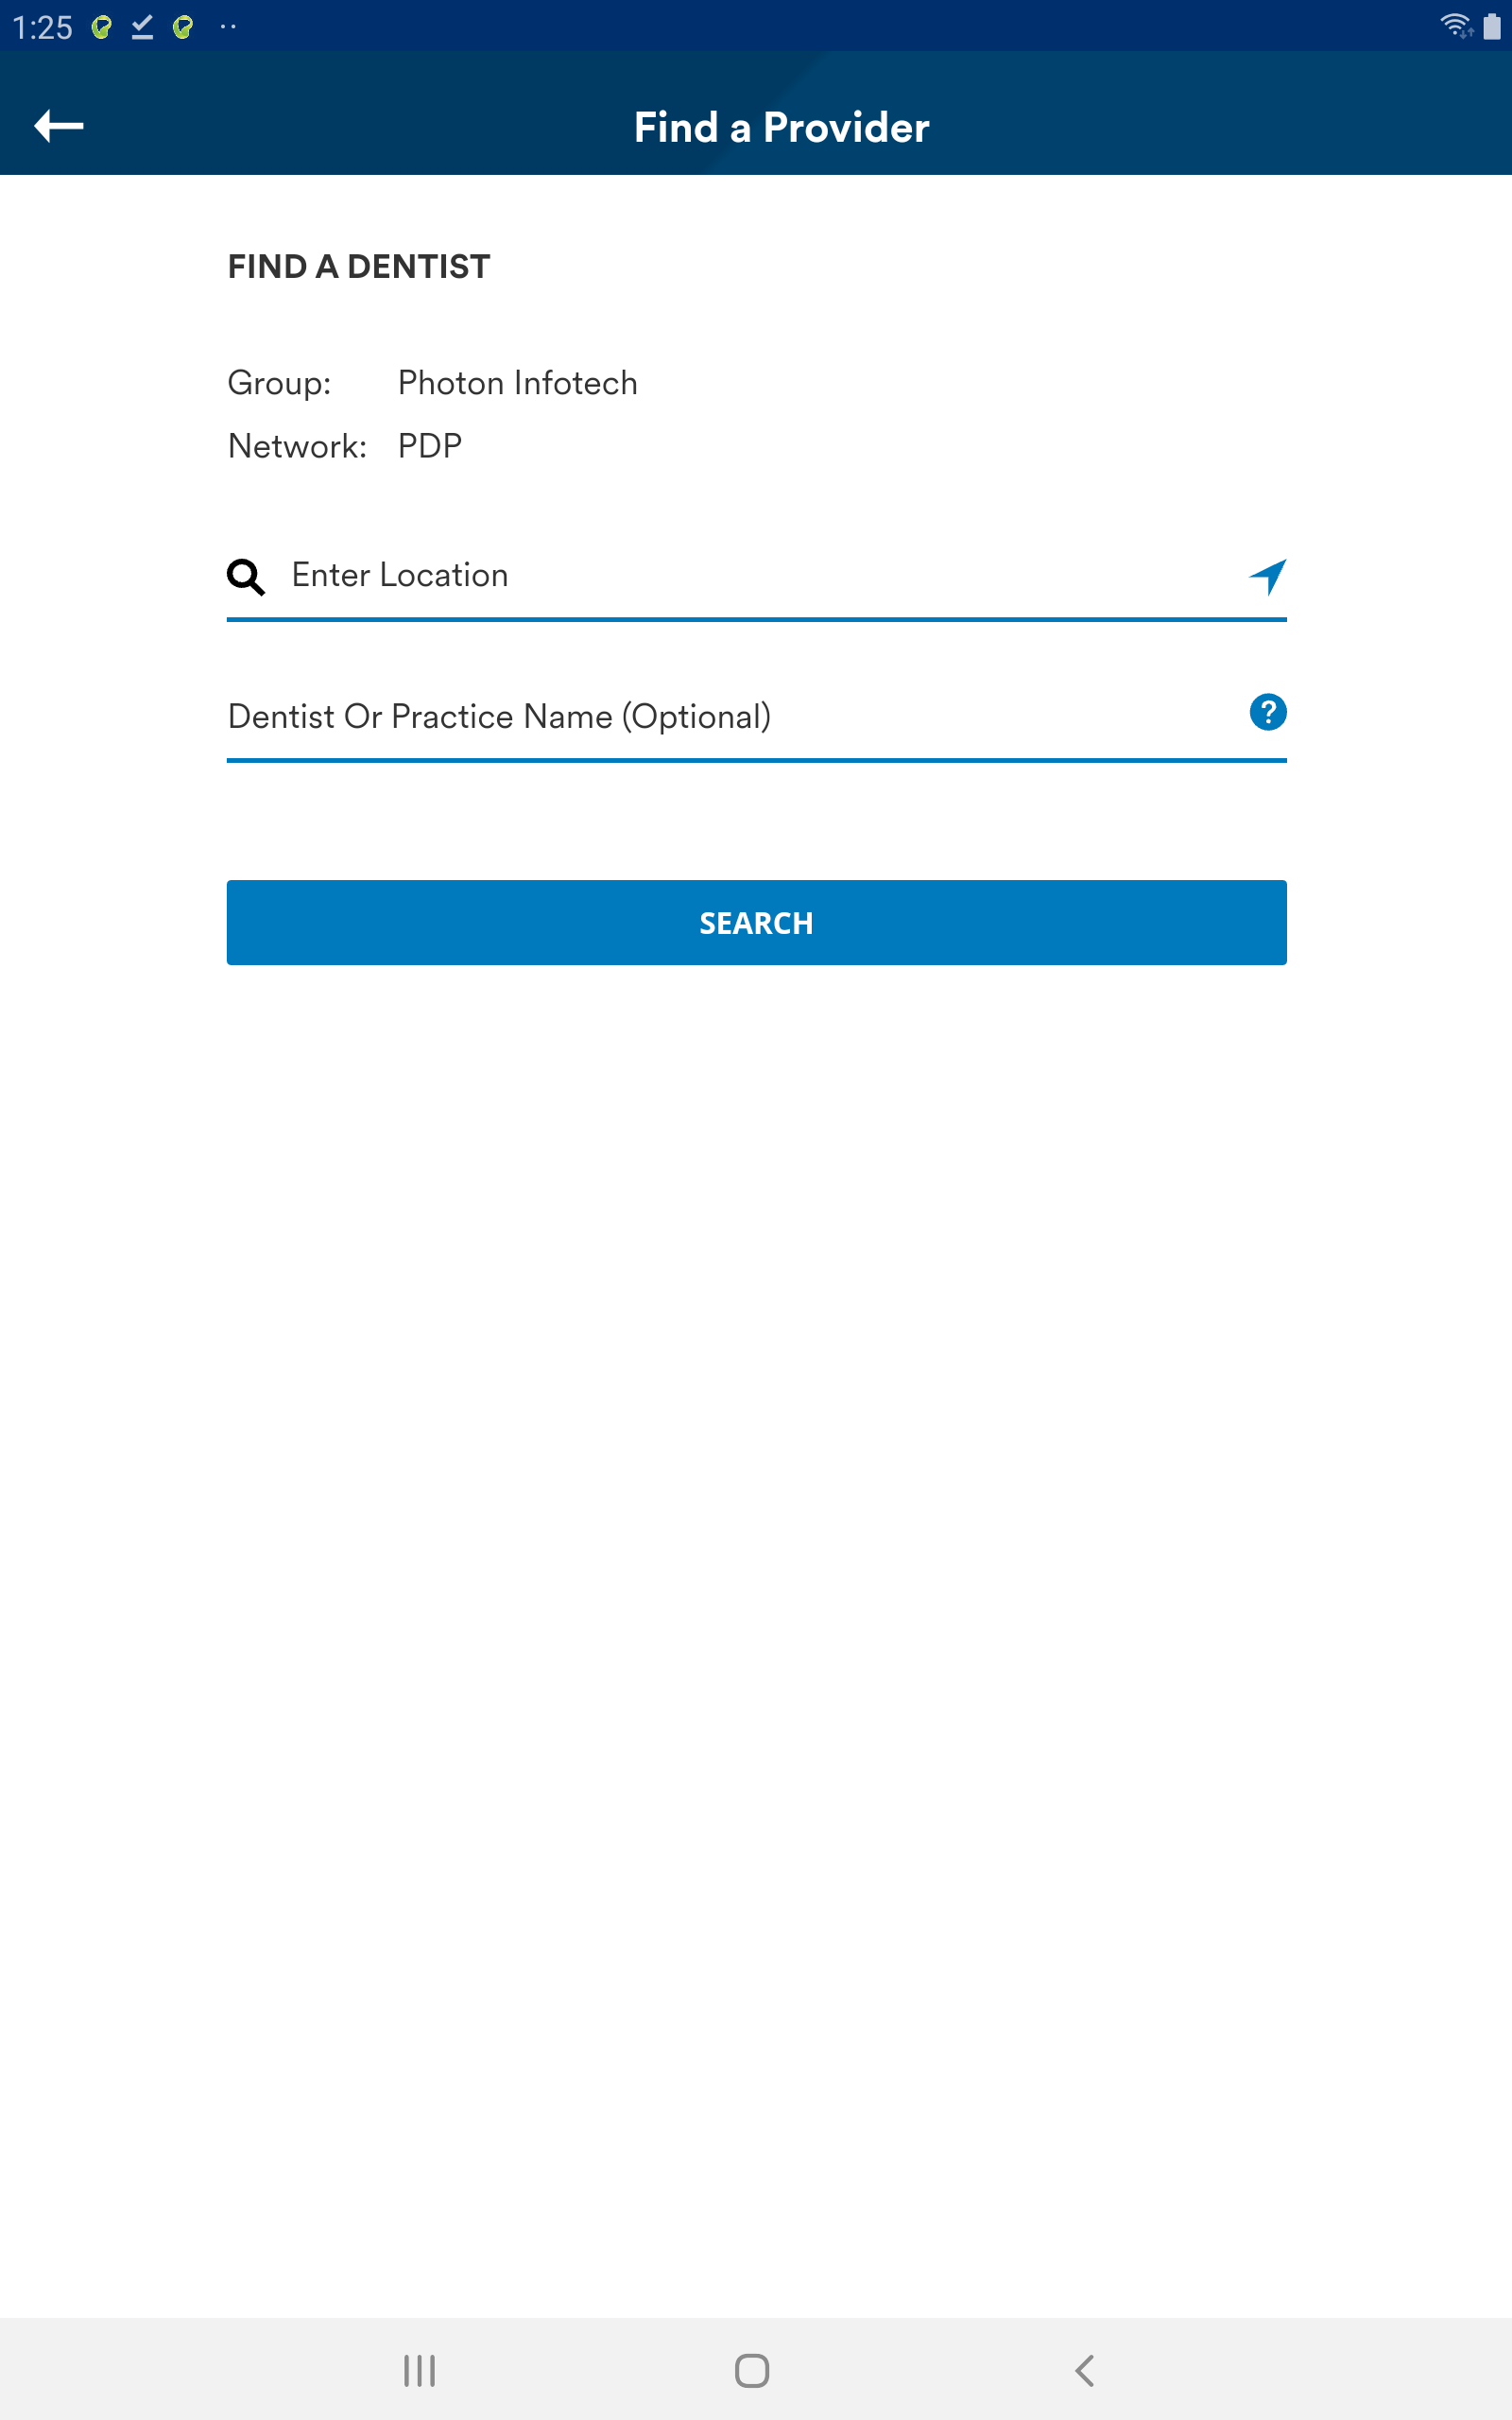 1:25
Find a Provider
FIND A DENTIST
Group: Photon Infotech
Network: PDP
Enter Location
Dentist Or Practice Name (Optional)
?
SEARCH